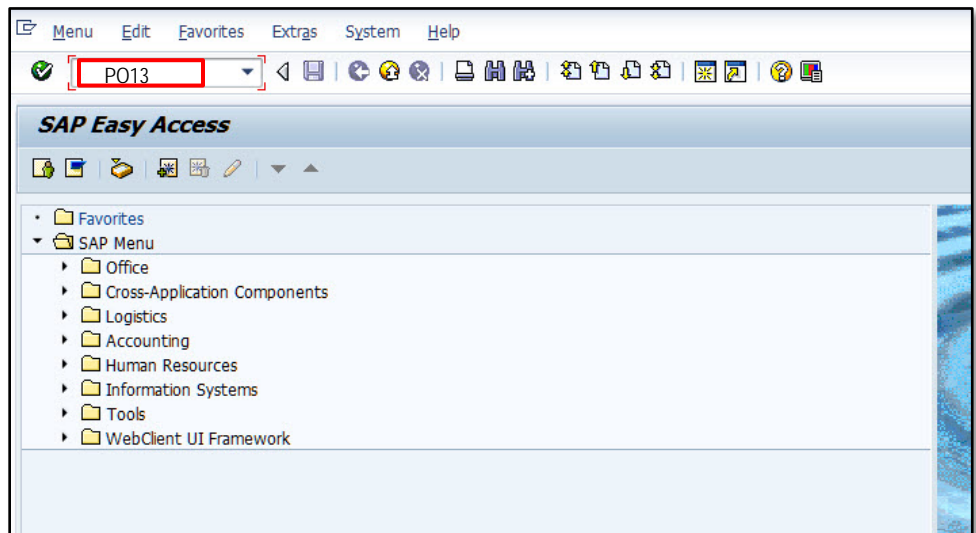 Menu Edit Favorites Extras System Help
PO13
SAP Easy Access
Favorites
SAP Menu
Office
Cross-Application Components
Logistics
Accounting
Human Resources
Information Systems
Tools
WebClient UI Framework